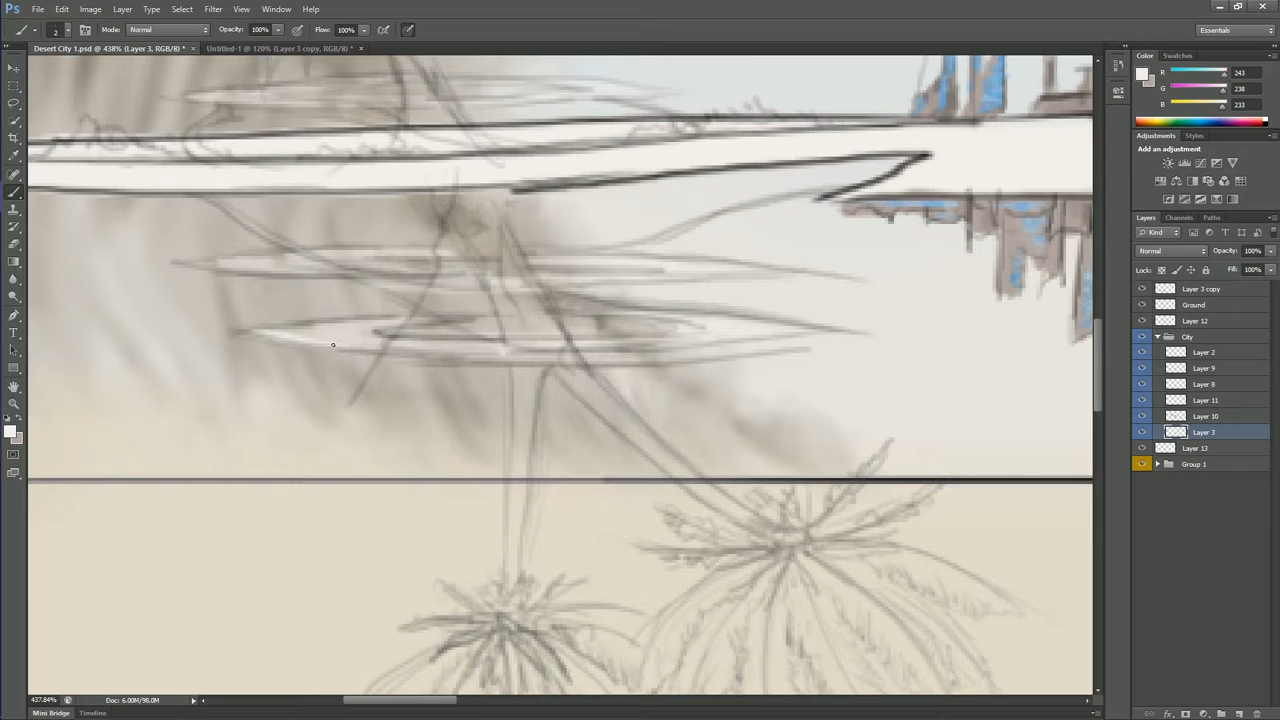 Ps File Edit Image Layer Type Select Filter View Window Help
2 Mode: Normal Opacity: 100% Flow: 100% Essentials
Desert City 1.psd @ 438% (Layer 3, RGB/8) * × Untitled-1 @ 120% (Layer 3 copy, RGB/8) * ×
Color Swatches
R 243
G 238
B 233
Adjustments Styles
Add an adjustment
Layers Channels Paths
Kind
Normal Opacity: 100%
Lock: Fill: 100%
Layer 3 copy
Ground
Layer 12
City
Layer 2
Layer 9
Layer 8
Layer 11
Layer 10
Layer 3
Layer 13
Group 1
437.84% Doc: 6.00M/98.0M
Mini Bridge Timeline